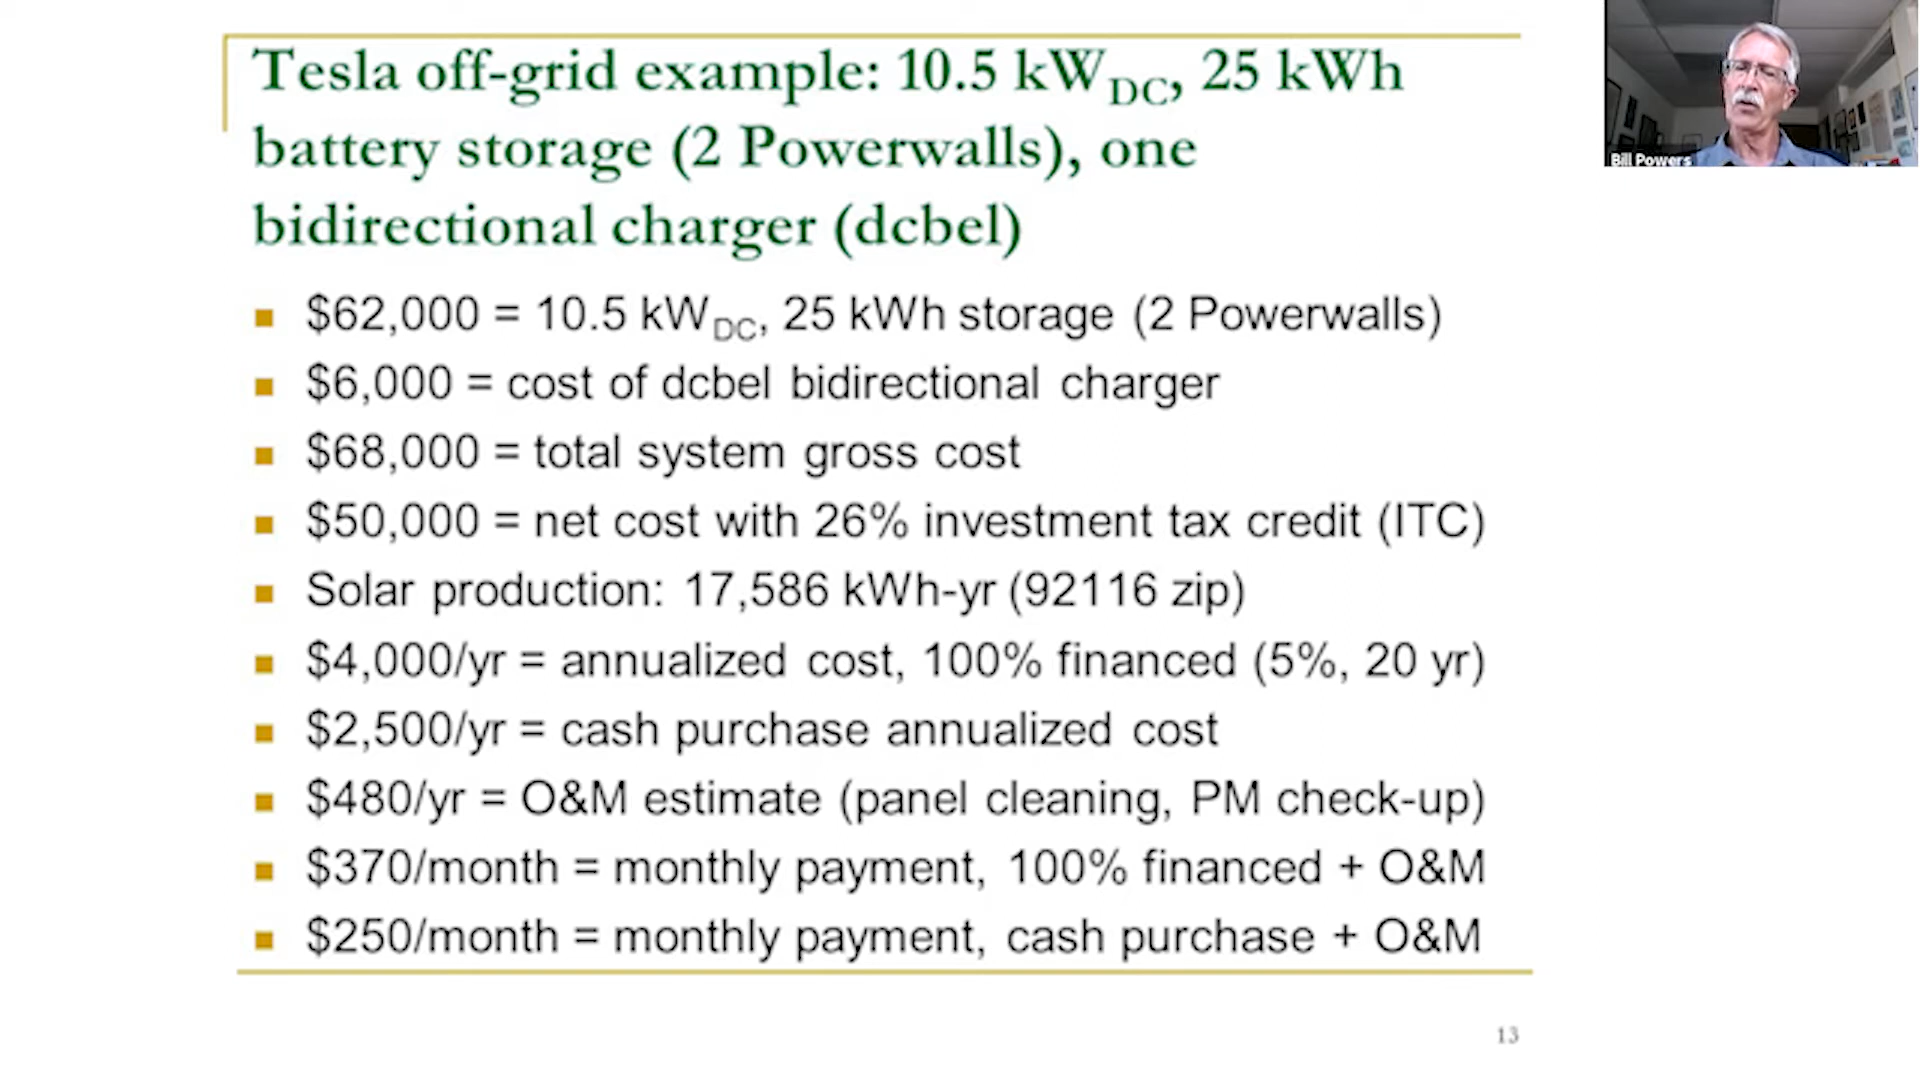 Tesla off-grid example: 10.5 kWDC, 25 kWh
battery storage (2 Powerwalls), one
bidirectional charger (dcbel)
$62,000 = 10.5 kWDC, 25 kWh storage (2 Powerwalls)
$6,000 = cost of dcbel bidirectional charger
$68,000 = total system gross cost
$50,000 = net cost with 26% investment tax credit (ITC)
Solar production: 17,586 kWh-yr (92116 zip)
$4,000/yr = annualized cost, 100% financed (5%, 20 yr)
$2,500/yr = cash purchase annualized cost
$480/yr = O&M estimate (panel cleaning, PM check-up)
$370/month = monthly payment, 100% financed + O&M
$250/month = monthly payment, cash purchase + O&M
13
Bill Powers